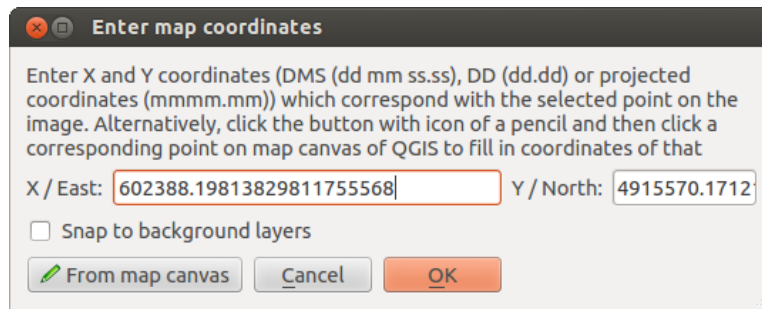 Enter map coordinates
Enter X and Y coordinates (DMS (dd mm ss.ss), DD (dd.dd) or projected
coordinates (mmmm.mm)) which correspond with the selected point on the
image. Alternatively, click the button with icon of a pencil and then click a
corresponding point on map canvas of QGIS to fill in coordinates of that
X / East: 602388.19813829811755568 Y / North: 4915570.1712
Snap to background layers
From map canvas Cancel OK